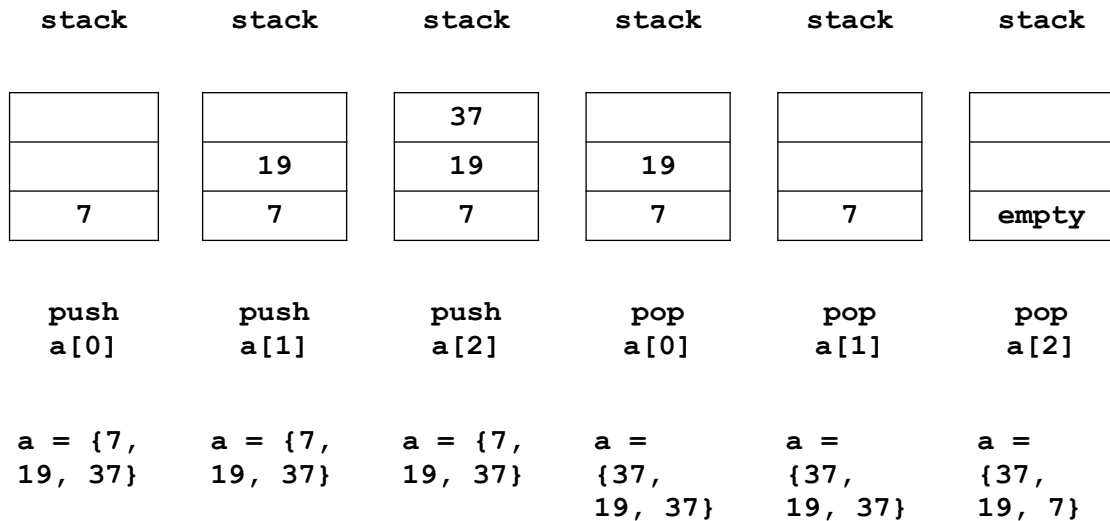 stack stack stack stack stack stack
37
19 19 19
7 7 7 7 7 empty
push push push pop pop pop
a[0] a[1] a[2] a[0] a[1] a[2]
a = {7, a = {7, a = {7, a = a = a =
19, 37} 19, 37} 19, 37} {37, {37, {37,
19, 37} 19, 37} 19, 7}